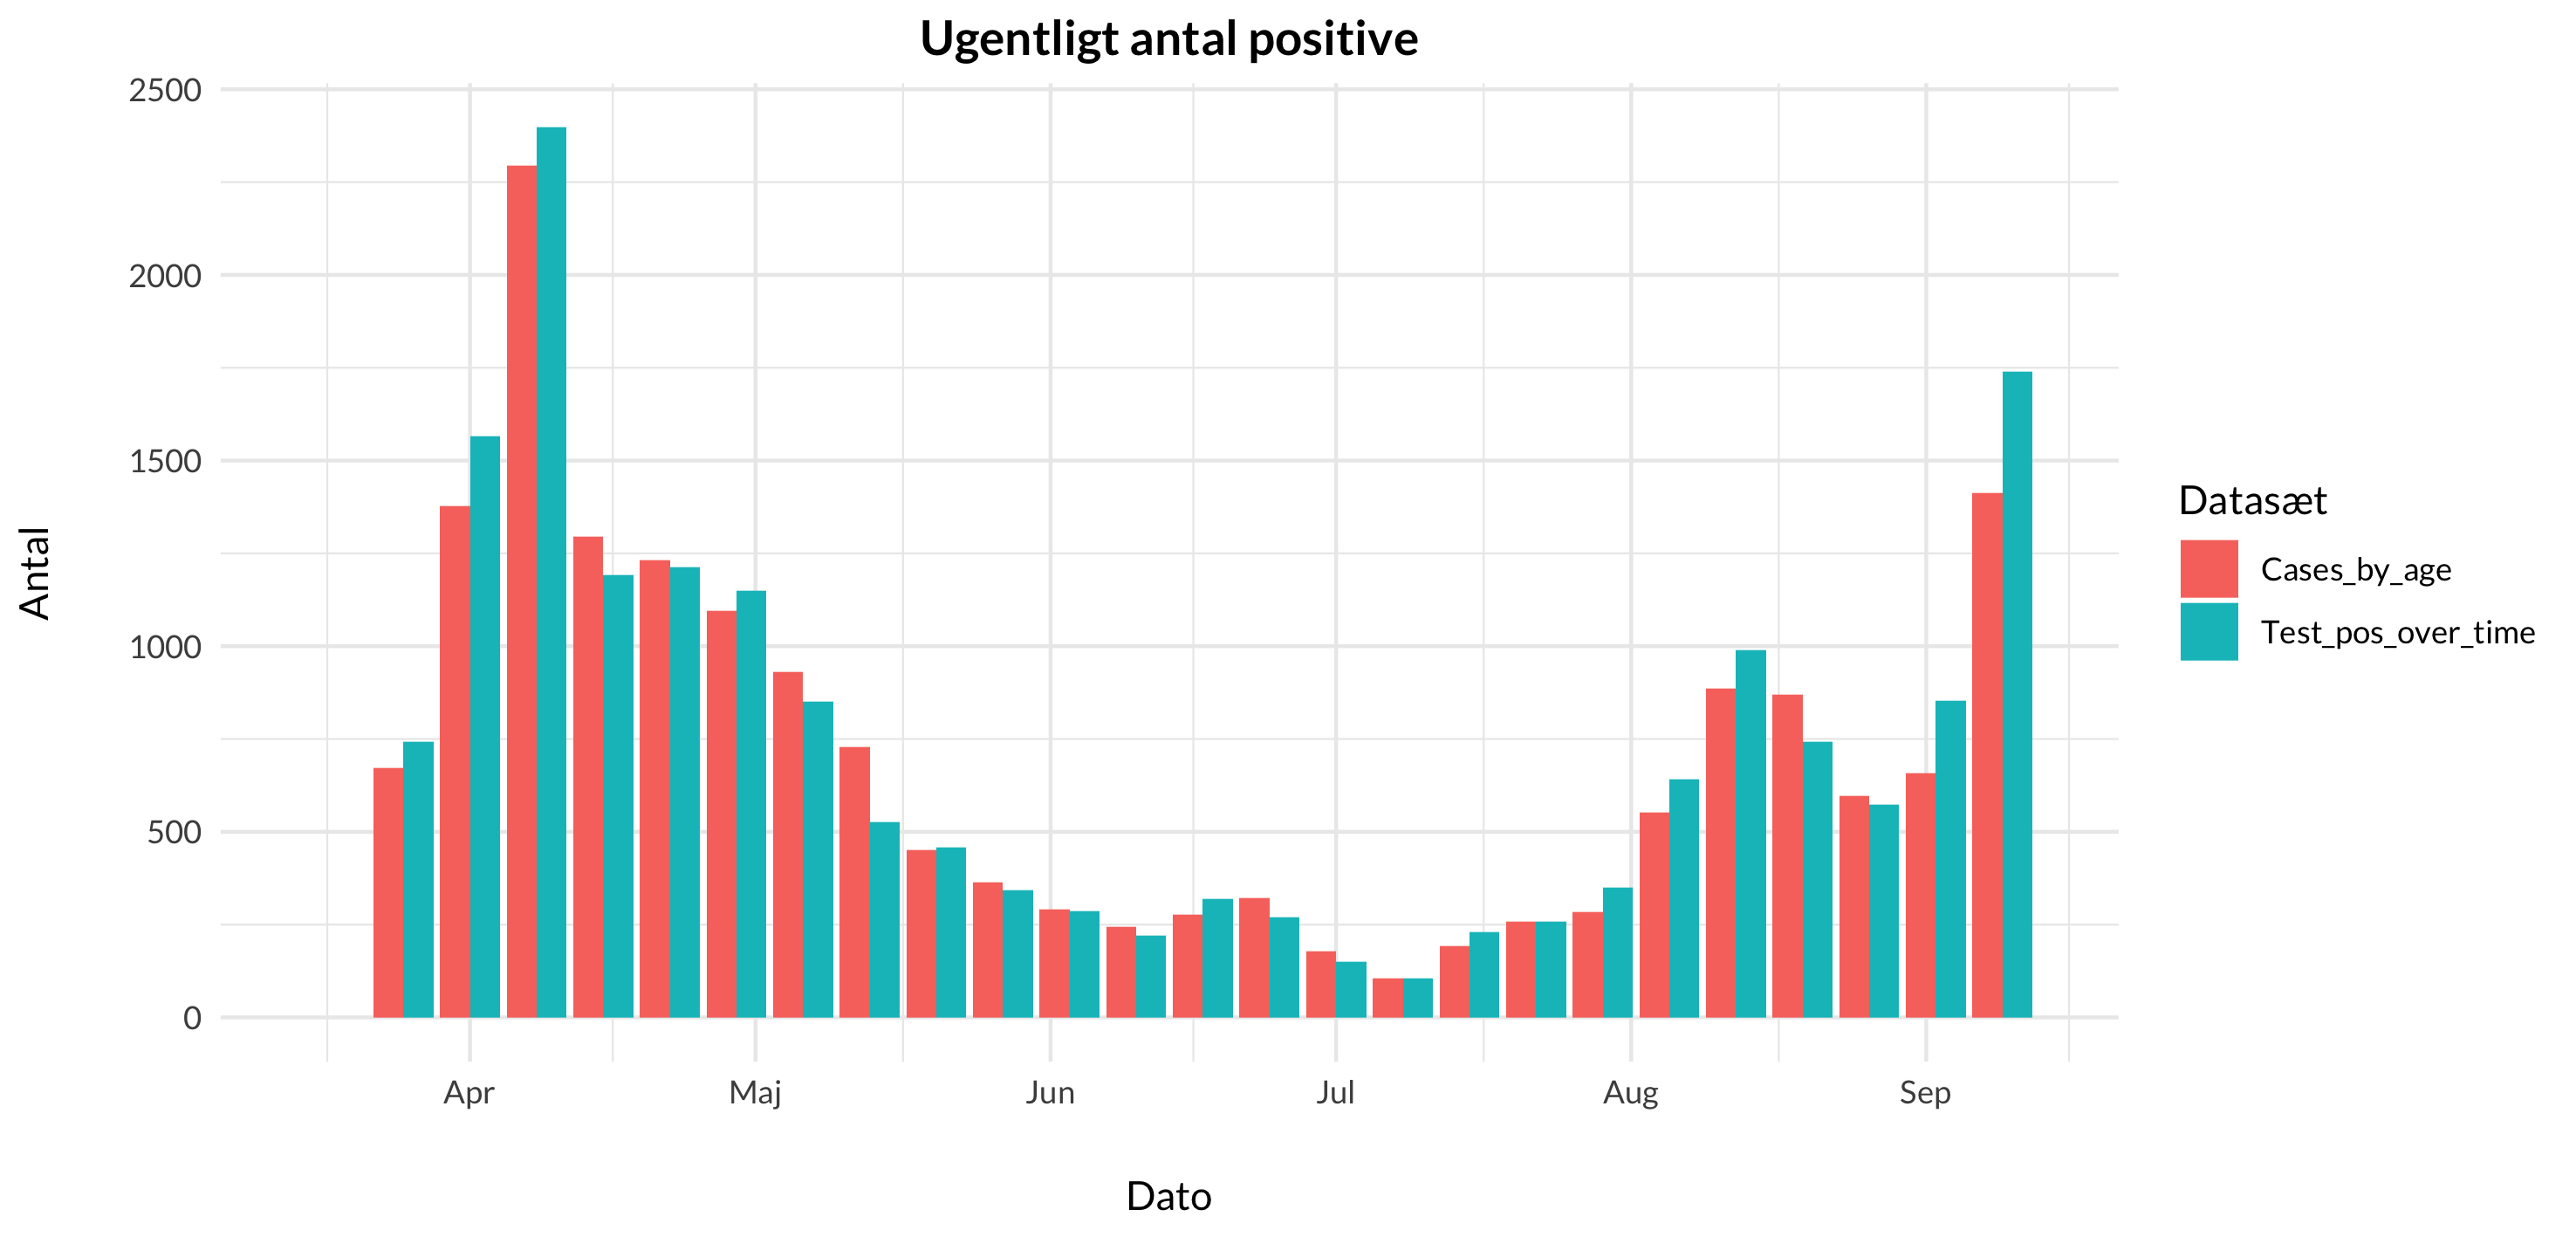 Ugentligt antal positive
2500
2000
1500
1000
500
0
Antal
Apr Maj Jun Jul Aug Sep
Dato
Datasæt
Cases_by_age
Test_pos_over_time